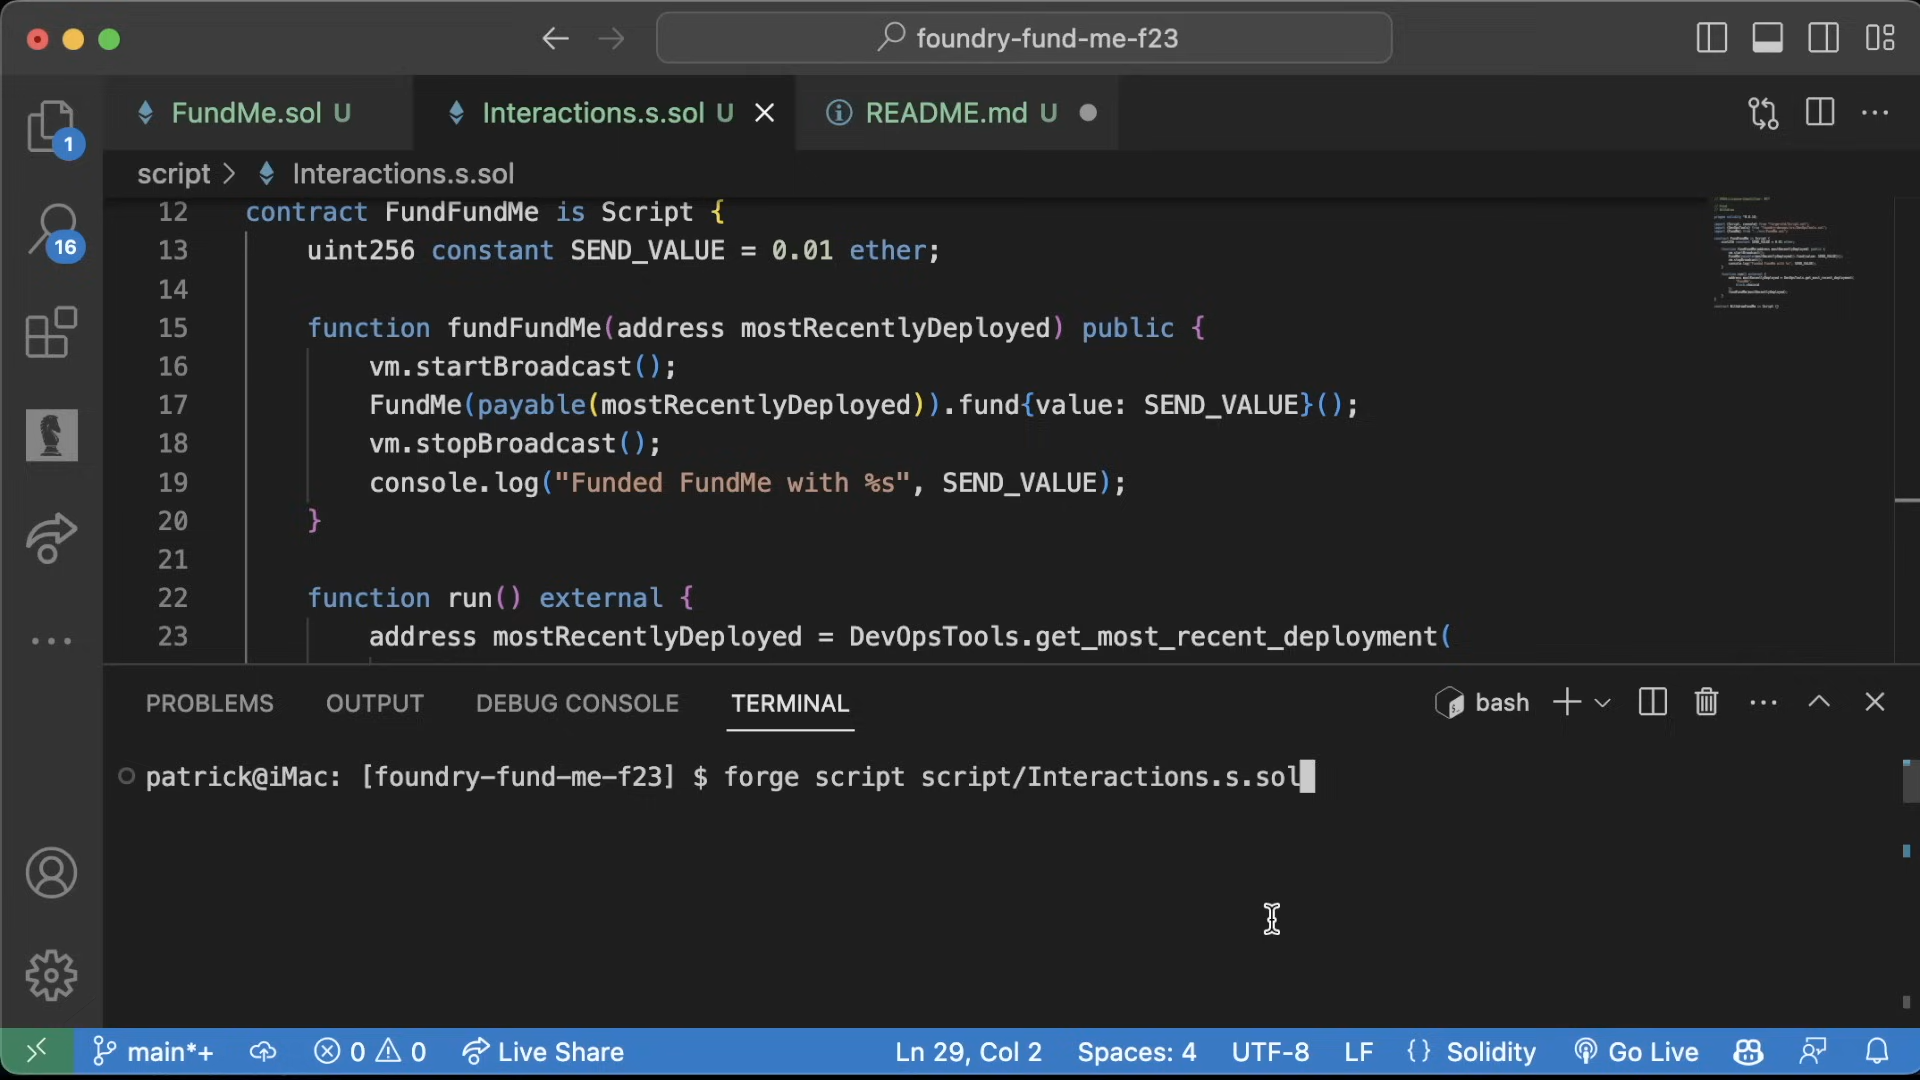 foundry-fund-me-f23
FundMe.sol U
Interactions.s.sol U
README.md U
1
16
script > Interactions.s.sol
12 contract FundFundMe is Script {
13 uint256 constant SEND_VALUE = 0.01 ether;
14
15 function fundFundMe(address mostRecentlyDeployed) public {
16 vm.startBroadcast();
17 FundMe(payable(mostRecentlyDeployed)).fund{value: SEND_VALUE}();
18 vm.stopBroadcast();
19 console.log("Funded FundMe with %s", SEND_VALUE);
20 }
21
22 function run() external {
23 address mostRecentlyDeployed = DevOpsTools.get_most_recent_deployment(
PROBLEMS OUTPUT DEBUG CONSOLE TERMINAL
bash
patrick@iMac: [foundry-fund-me-f23] $ forge script script/Interactions.s.sol
main*+ 0 0 Live Share Ln 29, Col 2 Spaces: 4 UTF-8 LF {} Solidity Go Live